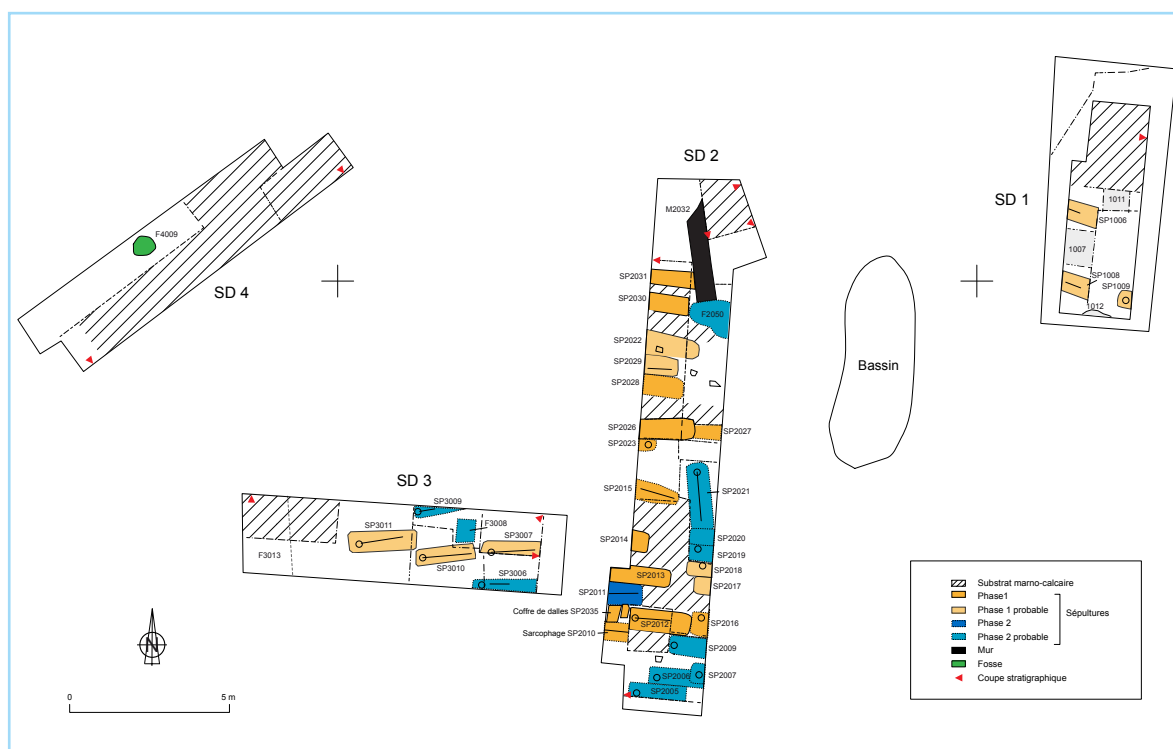 SD 1
1011
SP1006
1007
SP1008
SP1009
1012
SD 2
M2032
SP2031
SP2030
F2050
SP2022
SP2029
SP2028
SP2026
SP2027
SP2023
SP2015
SP2021
SP2014
SP2020
SP2019
SP2018
SP2013
SP2017
SP2011
Coffre de dalles SP2035
SP2012
SP2016
Sarcophage SP2010
SP2009
SP2006
SP2007
SP2005
Bassin
SD 4
F4009
SD 3
SP3009
F3008
SP3011
SP3007
F3013
SP3010
SP3006
N
0
5 m
Substrat marno-calcaire
Phase1
Phase 1 probable
Sépultures
Phase 2
Phase 2 probable
Mur
Fosse
Coupe stratigraphique